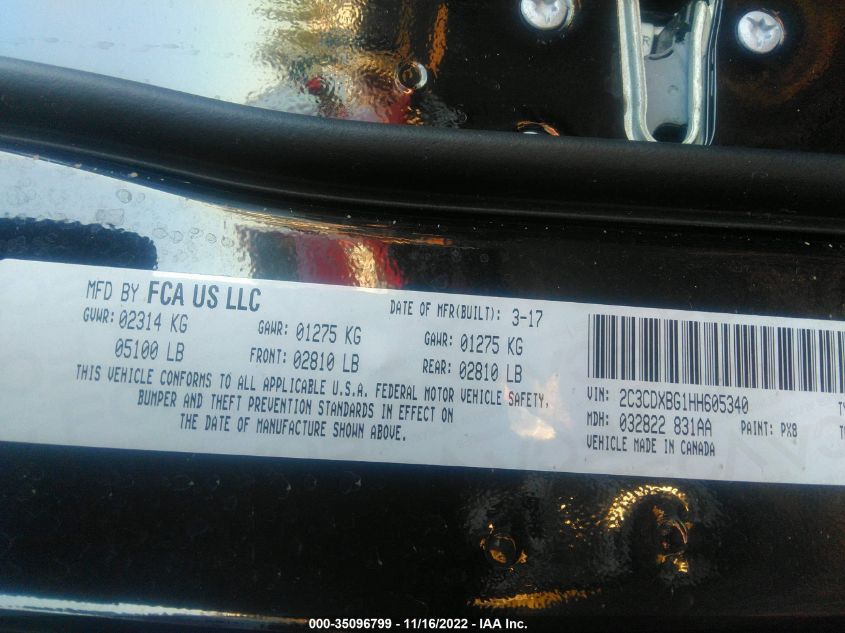 MFD BY FCA US LLC
DATE OF MFR(BUILT): 3-17
GVWR: 02314 KG
GAWR: 01275 KG
GAWR: 01275 KG
05100 LB
FRONT: 02810 LB
REAR: 02810 LB
THIS VEHICLE CONFORMS TO ALL APPLICABLE U.S.A. FEDERAL MOTOR VEHICLE SAFETY,
BUMPER AND THEFT PREVENTION STANDARDS IN EFFECT ON
THE DATE OF MANUFACTURE SHOWN ABOVE.
VIN: 2C3CDXBG1HH605340
MDH: 032822 831AA
PAINT: PX8
VEHICLE MADE IN CANADA
000-35096799 - 11/16/2022 - IAA Inc.